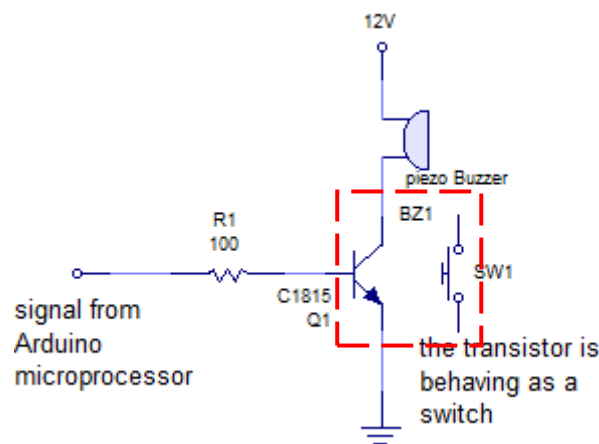 12V
piezo Buzzer
BZ1
R1
100
SW1
C1815
Q1
signal from
Arduino
microprocessor
the transistor is
behaving as a
switch